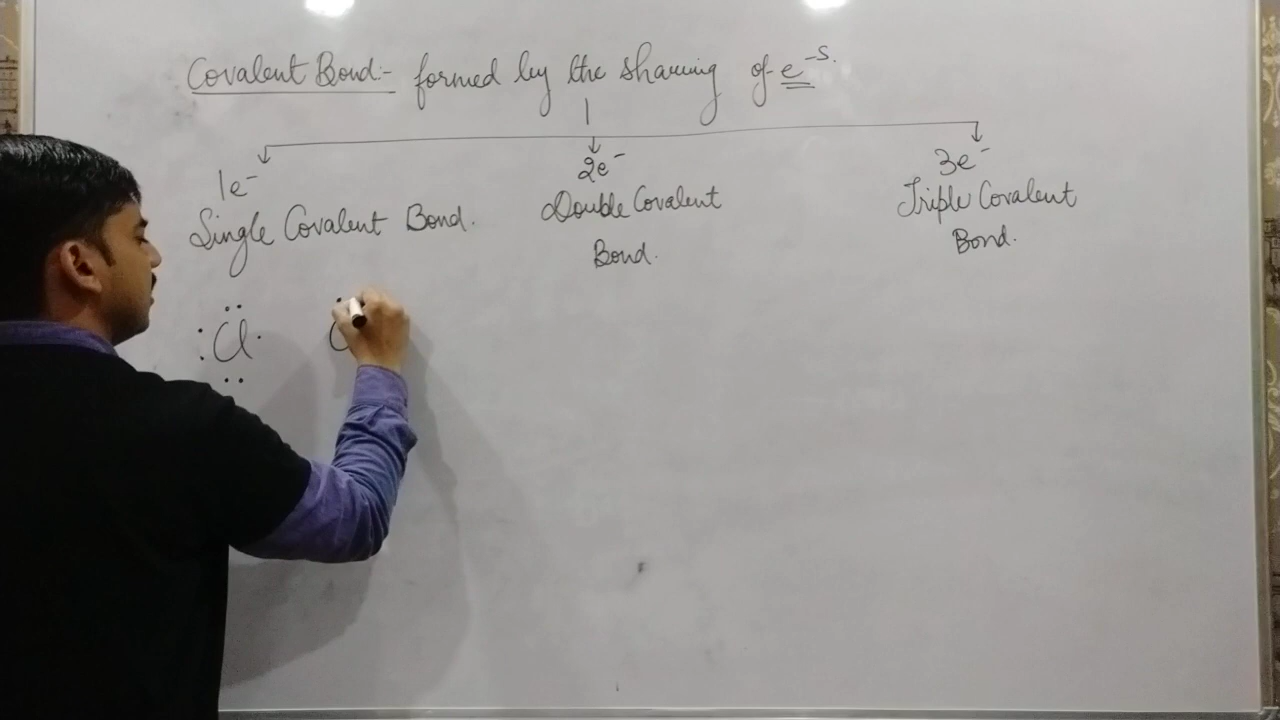 Covalent Bond:- formed by the sharing of e⁻s.
1e⁻ 2e⁻ 3e⁻
Single Covalent Bond. Double Covalent Bond. Triple Covalent Bond.
Cl C